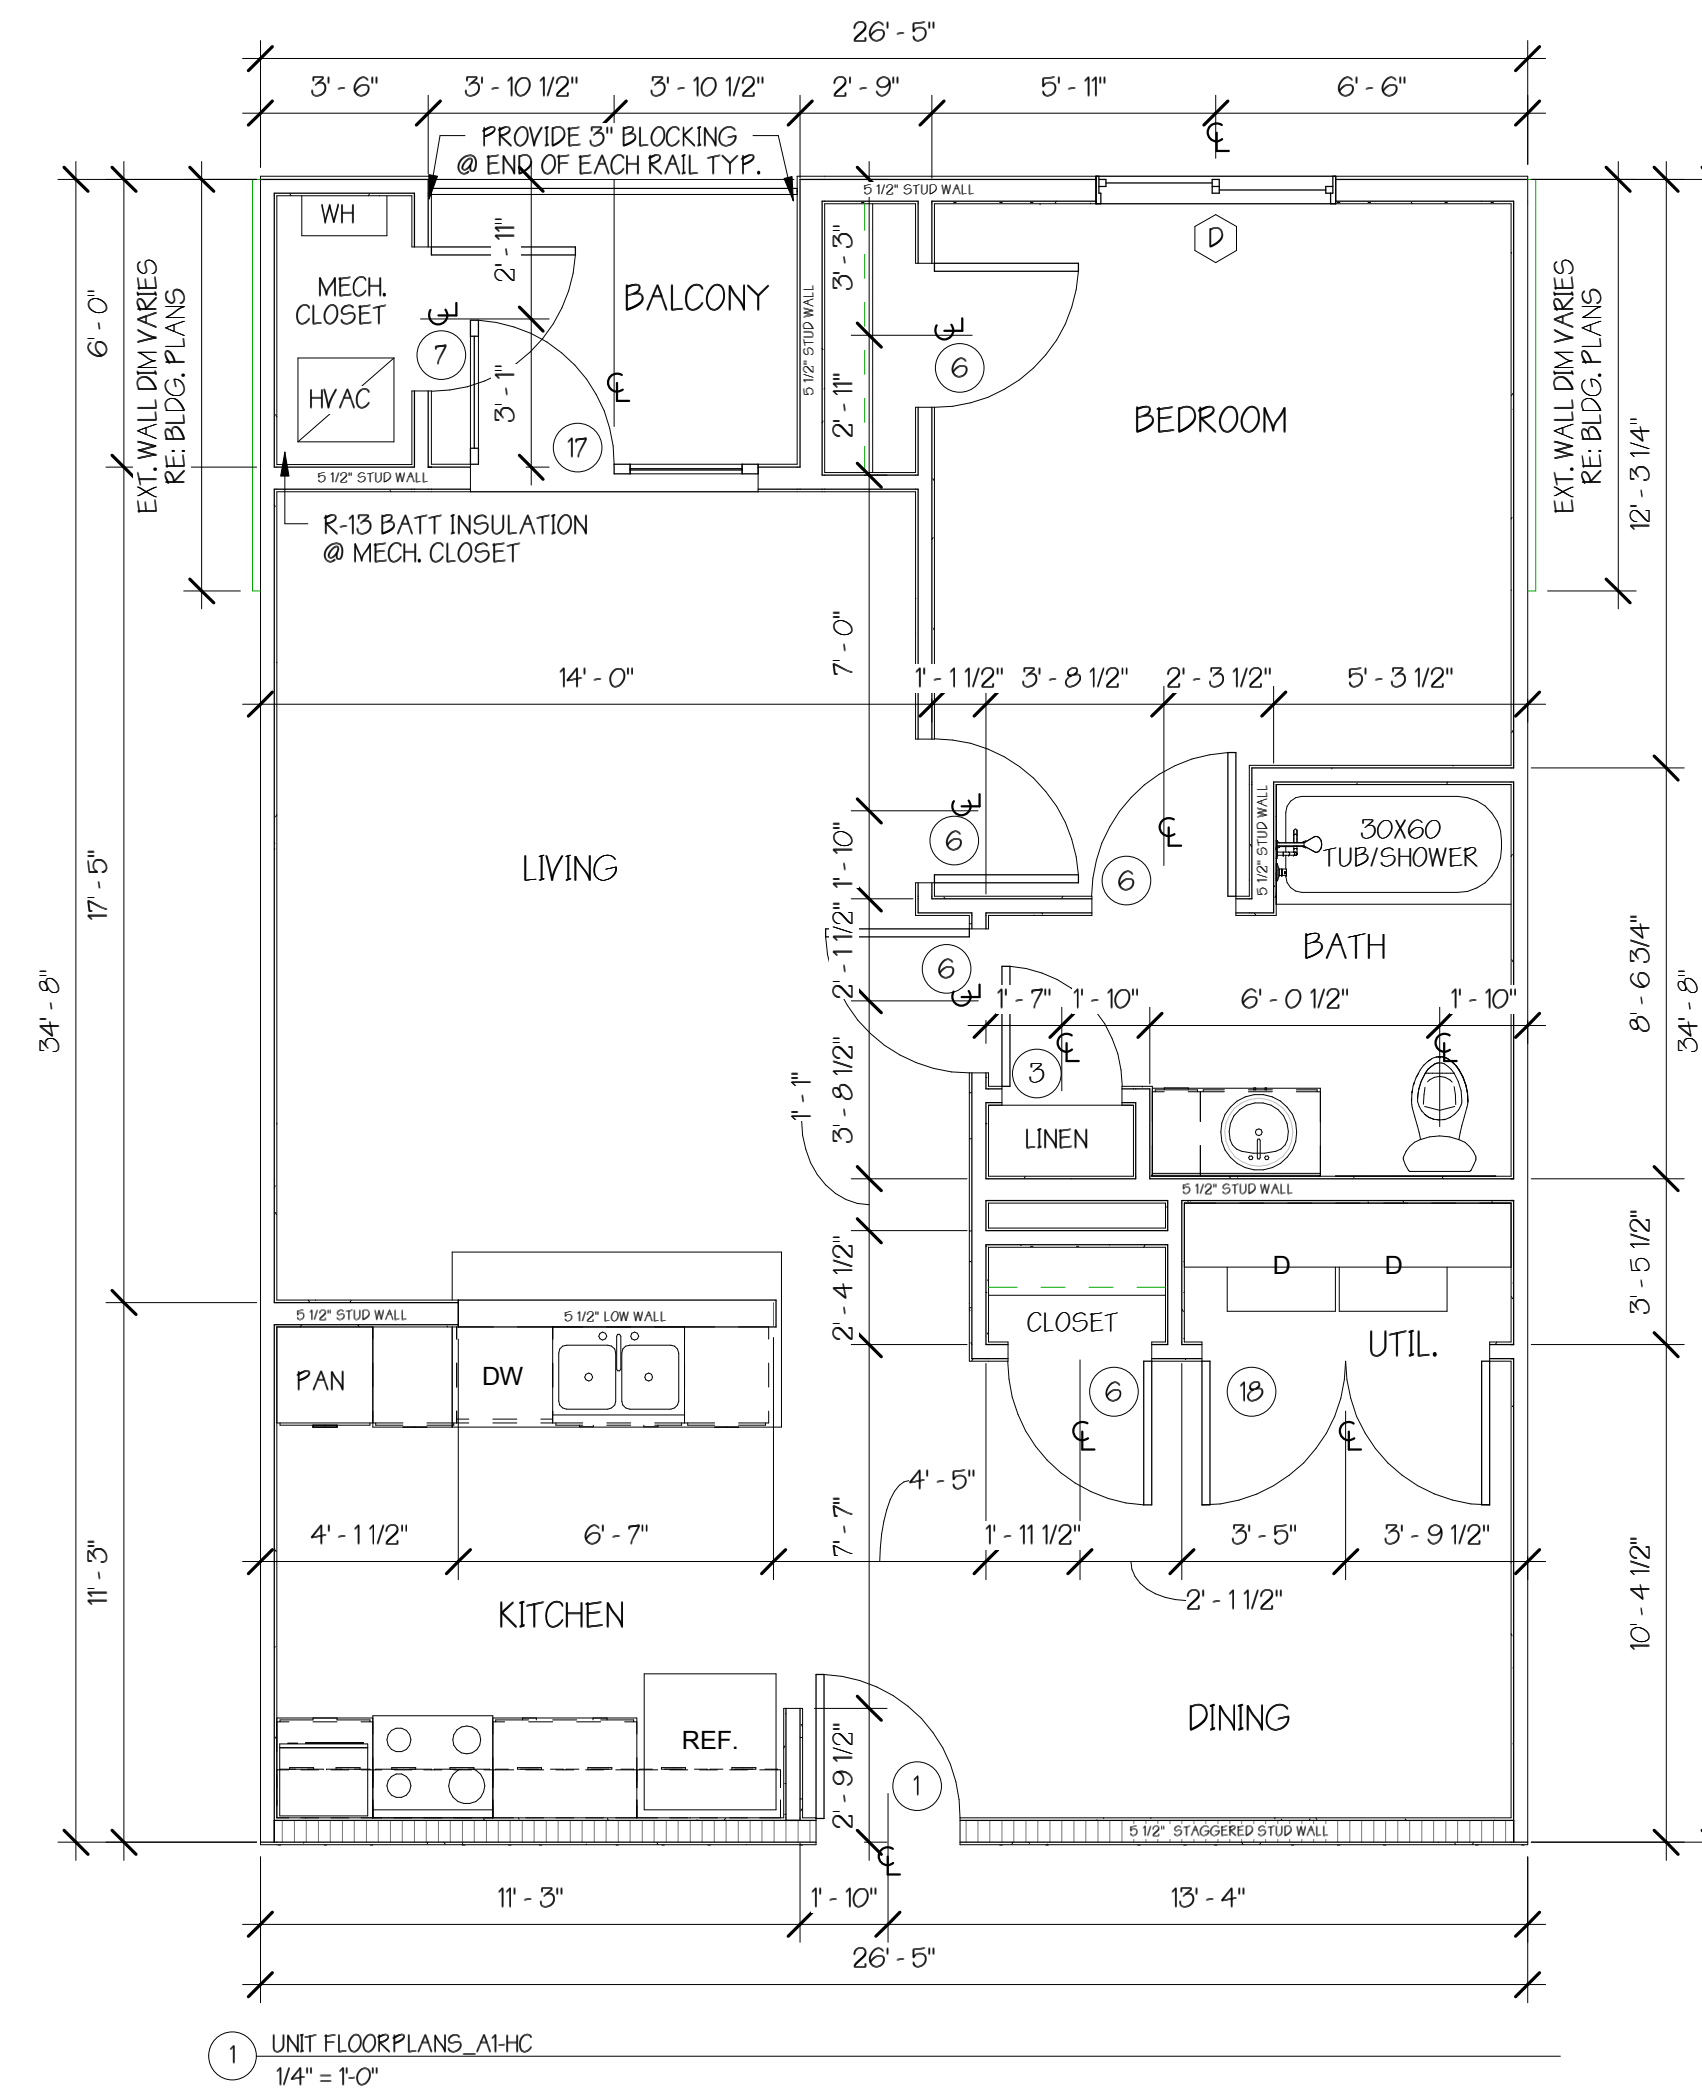 26' - 5"
3' - 6"
3' - 10 1/2"
3' - 10 1/2"
2' - 9"
5' - 11"
6' - 6"
PROVIDE 3" BLOCKING
@ END OF EACH RAIL TYP.
5 1/2" STUD WALL
WH
MECH.
CLOSET
HVAC
BALCONY
2' - 11"
3' - 1"
7
17
5 1/2" STUD WALL
3' - 3"
2' - 11"
6
D
BEDROOM
6' - 0"
EXT. WALL DIM VARIES
RE: BLDG. PLANS
EXT. WALL DIM VARIES
RE: BLDG. PLANS
12' - 3 1/4"
5 1/2" STUD WALL
R-13 BATT INSULATION
@ MECH. CLOSET
7' - 0"
14' - 0"
1' - 1 1/2"
3' - 8 1/2"
2' - 3 1/2"
5' - 3 1/2"
17' - 5"
LIVING
1' - 10"
6
6
5 1/2" STUD WALL
30X60
TUB/SHOWER
34' - 8"
2' - 1 1/2"
6
BATH
8' - 6 3/4"
34' - 8"
1' - 7"
1' - 10"
6' - 0 1/2"
1' - 10"
3' - 8 1/2"
1' - 1"
3
LINEN
5 1/2" STUD WALL
2' - 4 1/2"
3' - 5 1/2"
D
D
5 1/2" STUD WALL
5 1/2" LOW WALL
CLOSET
UTIL.
PAN
DW
6
18
4' - 5"
4' - 1 1/2"
6' - 7"
7' - 7"
1' - 11 1/2"
3' - 5"
3' - 9 1/2"
11' - 3"
10' - 4 1/2"
2' - 1 1/2"
KITCHEN
DINING
REF.
2' - 9 1/2"
1
5 1/2" STAGGERED STUD WALL
11' - 3"
1' - 10"
13' - 4"
26' - 5"
1
UNIT FLOORPLANS_A1-HC
1/4" = 1'-0"